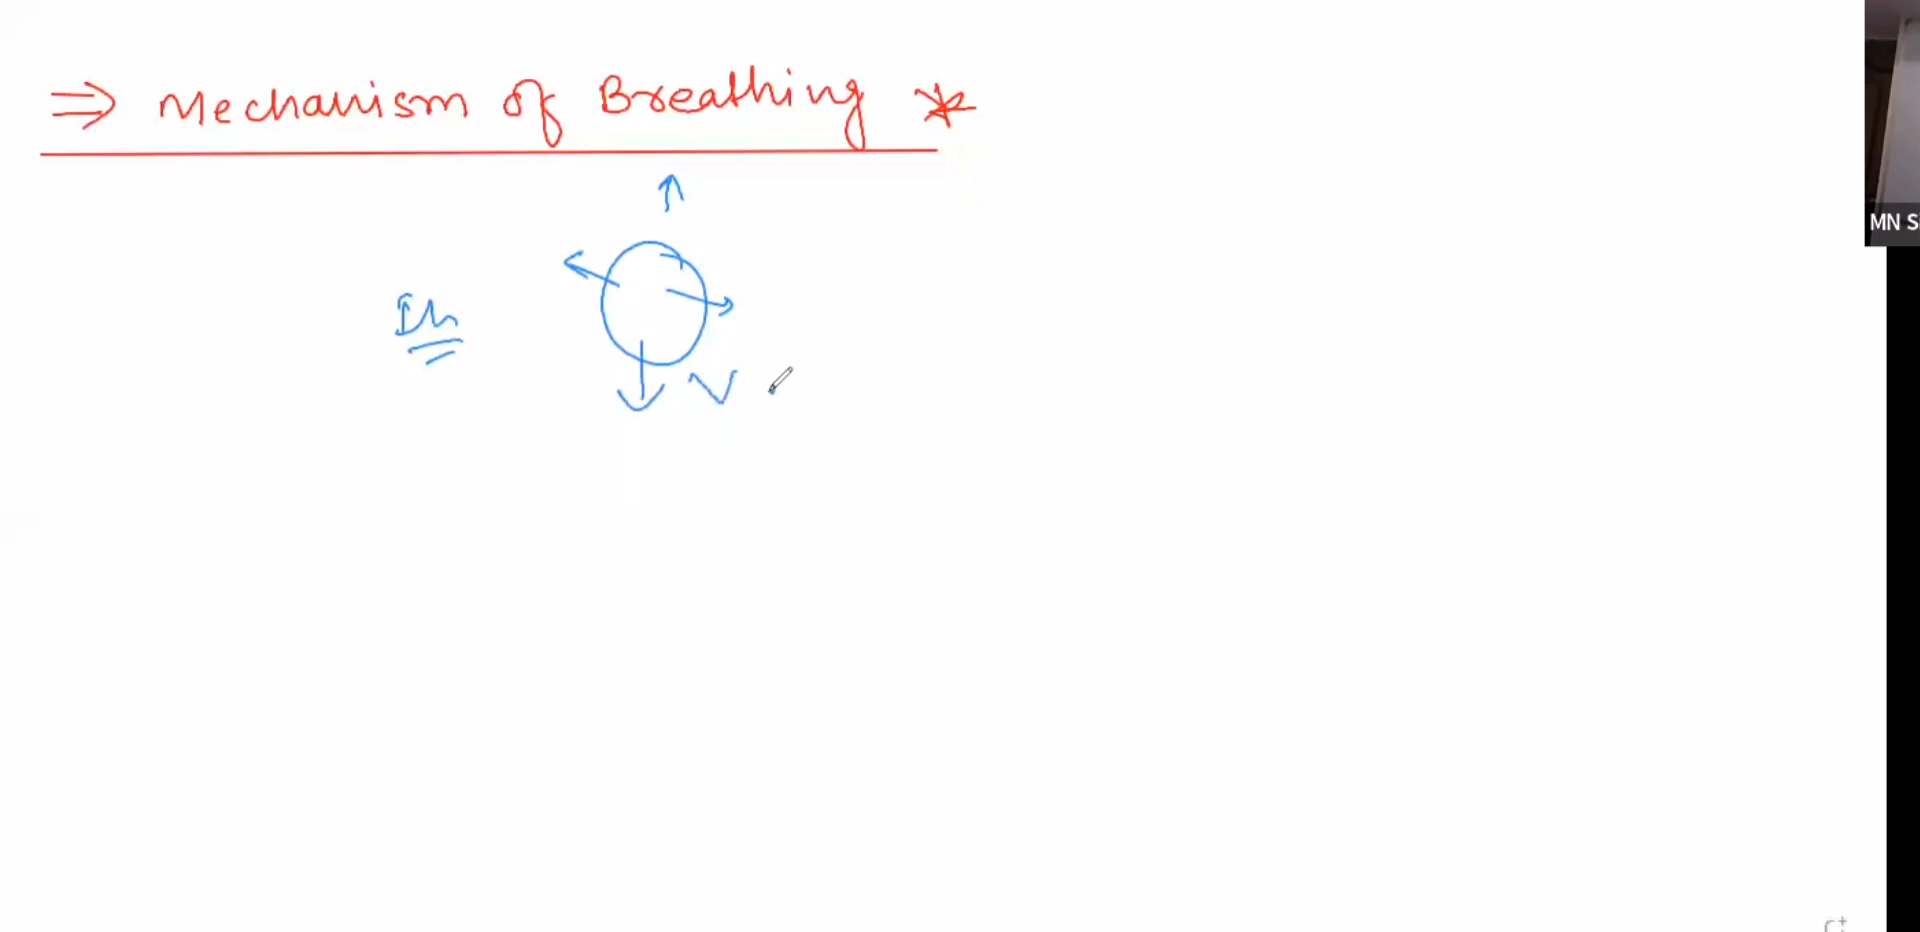 ⇒ Mechanism of Breathing *
In
V
MN S